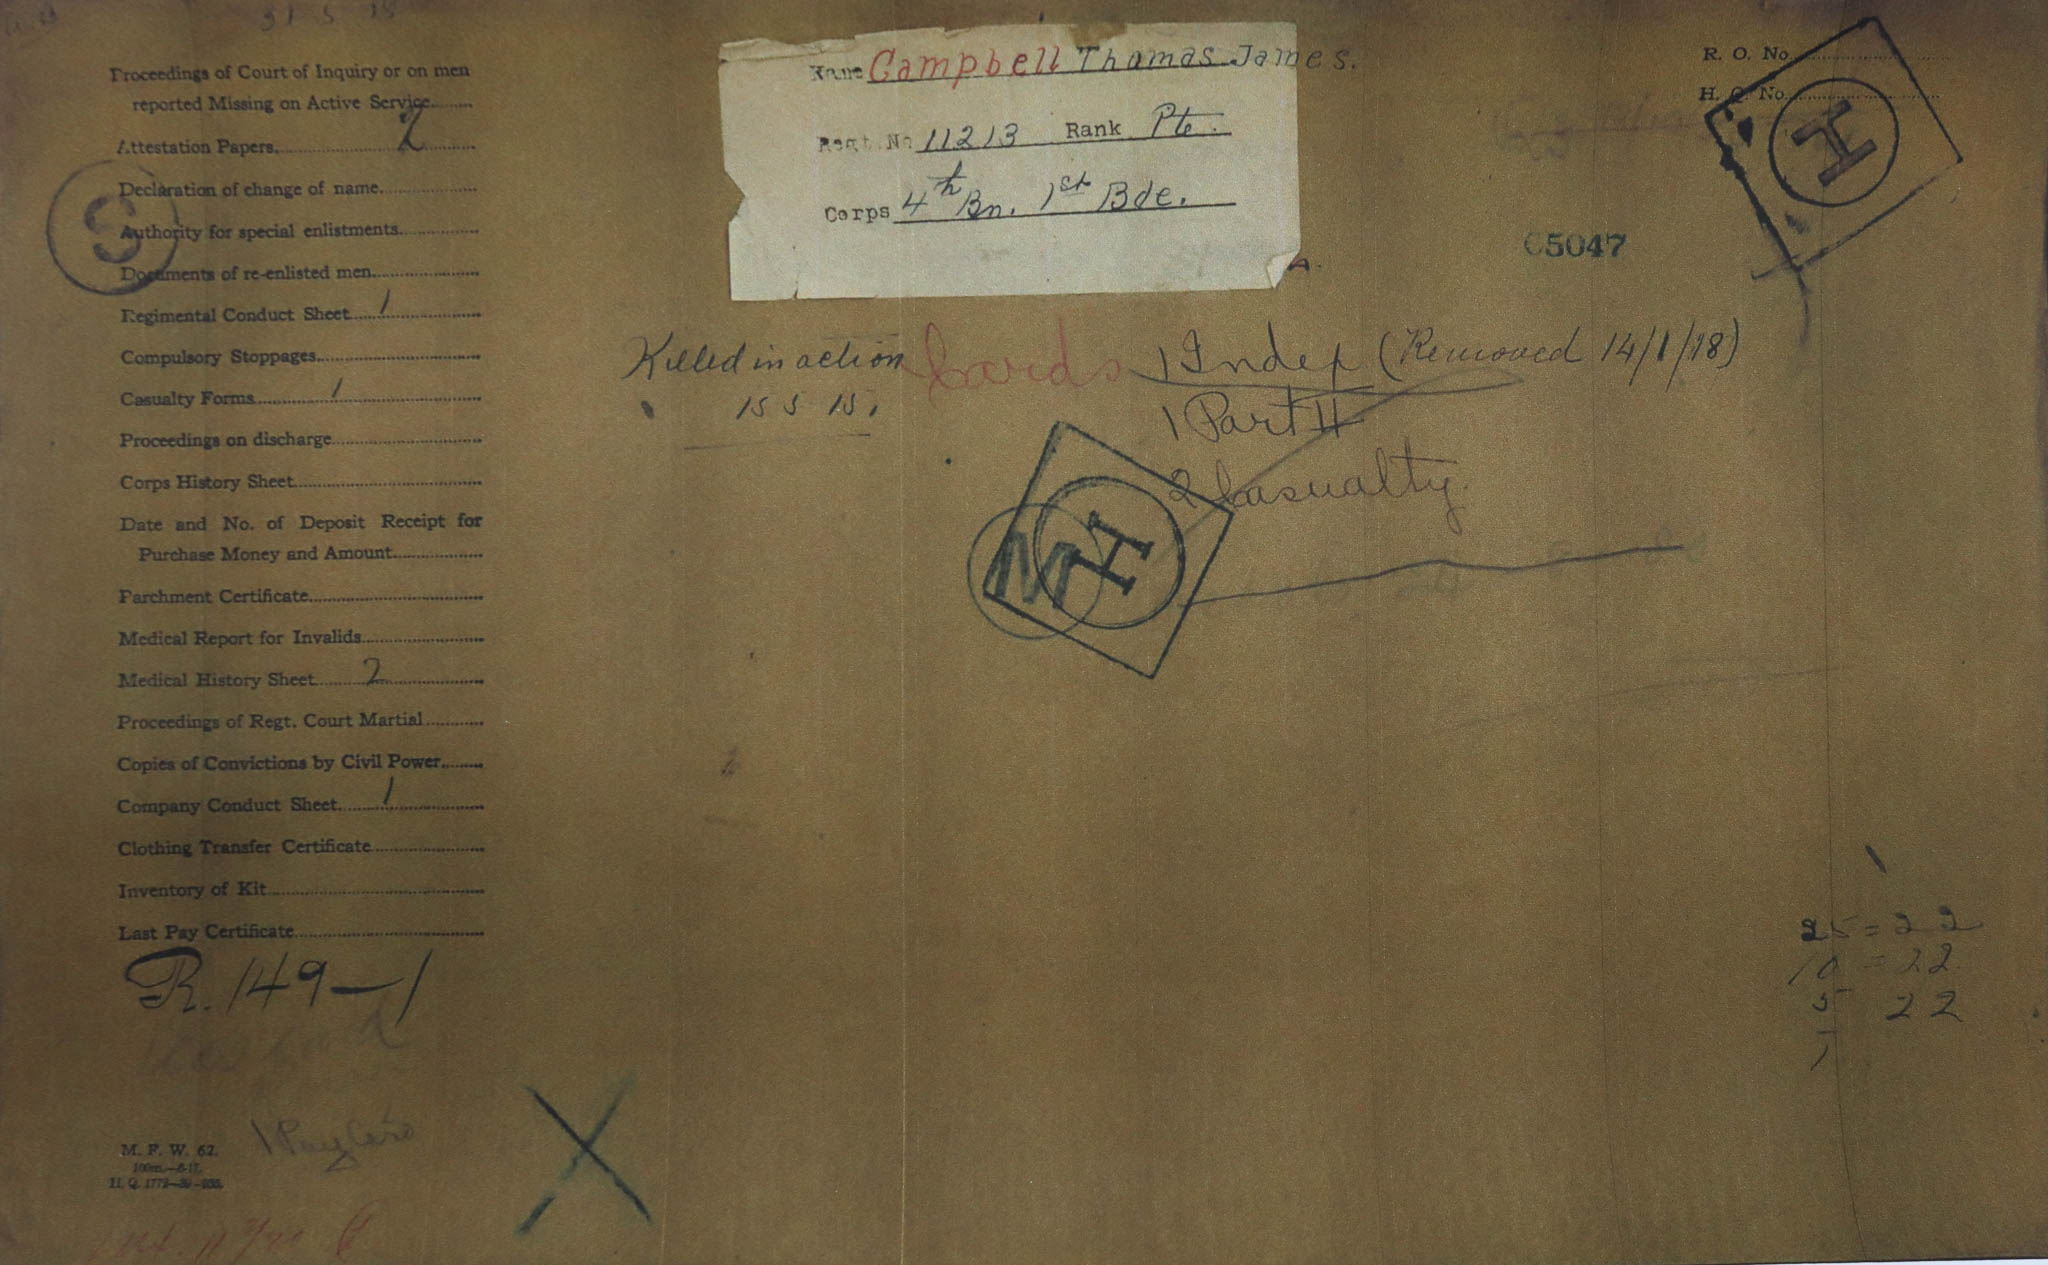 31 5 18
Proceedings of Court of Inquiry or on men
reported Missing on Active Service
Attestation Papers 2
Declaration of change of name
Authority for special enlistments
Documents of re-enlisted men
Regimental Conduct Sheet 1
Compulsory Stoppages
Casualty Forms 1
Proceedings on discharge
Corps History Sheet
Date and No. of Deposit Receipt for
Purchase Money and Amount
Parchment Certificate
Medical Report for Invalids
Medical History Sheet 2
Proceedings of Regt. Court Martial
Copies of Convictions by Civil Power
Company Conduct Sheet 1
Clothing Transfer Certificate
Inventory of Kit
Last Pay Certificate
R.149-1
M. F. W. 62.
H. Q. 1772-39-
S
Name Campbell Thomas James.
Regt. No 11213 Rank Pte.
Corps 4th Bn. 1st Bde.
R. O. No.
H. Q. No.
H
05047
Killed in action
15 5 15.
Cards 1 Index (Removed 14/1/18)
1 Part II
2 Casualty.
M
H
25 = 22
10 = 22
5 22
1